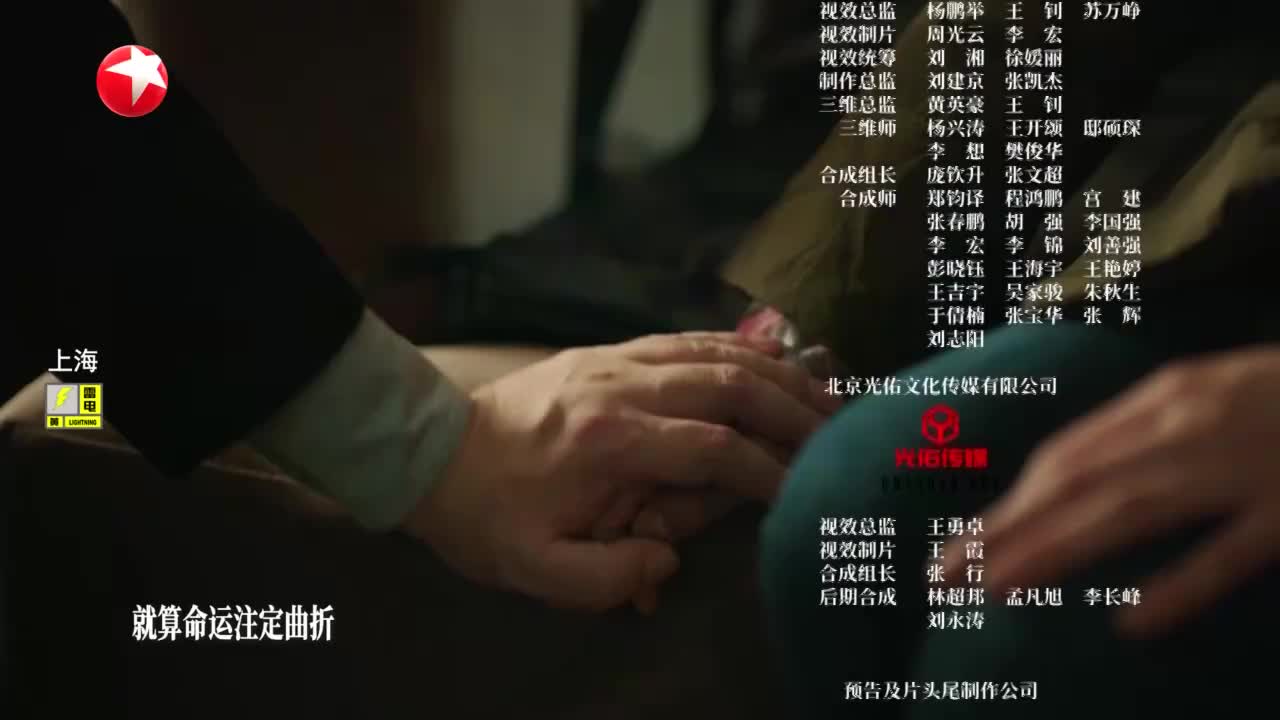 视效总监 杨鹏举 王 钊 苏万峥
视效制片 周光云 李 宏
视效统筹 刘 湘 徐媛丽
制作总监 刘建京 张凯杰
三维总监 黄英豪 王 钊
三维师 杨兴涛 王开颂 邸硕琛
李 想 樊俊华
合成组长 庞钦升 张文超
合成师 郑钧译 程鸿鹏 宫 建
张春鹏 胡 强 李国强
李 宏 李 锦 刘善强
彭晓钰 王海宇 王艳婷
王吉宇 吴家骏 朱秋生
于倩楠 张宝华 张 辉
刘志阳
北京光佑文化传媒有限公司
光佑传媒
视效总监 王勇卓
视效制片 王 霞
合成组长 张 行
后期合成 林超邦 孟凡旭 李长峰
刘永涛
预告及片头尾制作公司
上海
雷电
黄 LIGHTNING
就算命运注定曲折